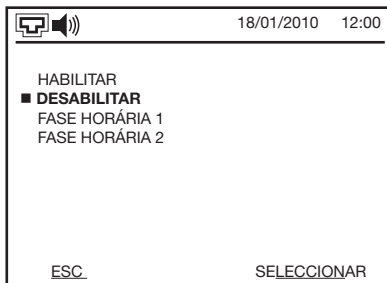 18/01/2010 12:00
HABILITAR
■ DESABILITAR
FASE HORÁRIA 1
FASE HORÁRIA 2
ESC SELECCIONAR